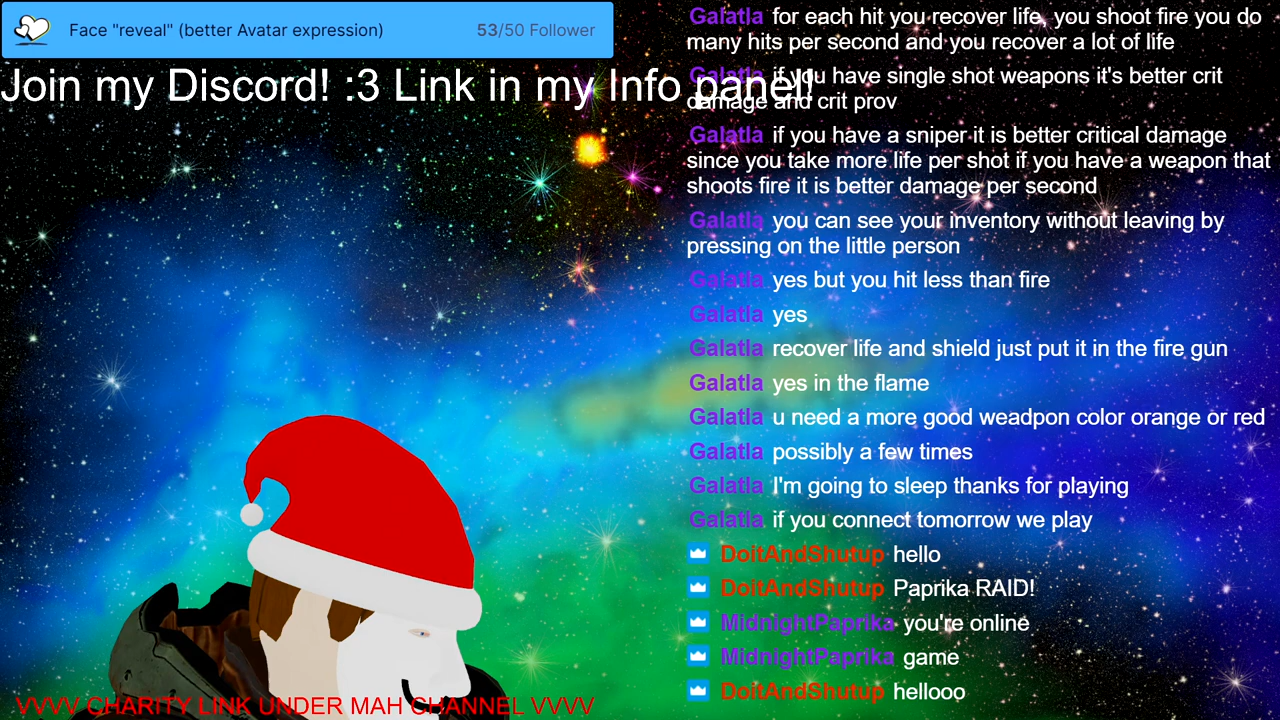 Face "reveal" (better Avatar expression) 53/50 Follower
Join my Discord! :3 Link in my Info panel!
Galatla for each hit you recover life, you shoot fire you do
many hits per second and you recover a lot of life
Galatla if you have single shot weapons it's better crit
damage and crit prov
Galatla if you have a sniper it is better critical damage
since you take more life per shot if you have a weapon that
shoots fire it is better damage per second
Galatla you can see your inventory without leaving by
pressing on the little person
Galatla yes but you hit less than fire
Galatla yes
Galatla recover life and shield just put it in the fire gun
Galatla yes in the flame
Galatla u need a more good weadpon color orange or red
Galatla possibly a few times
Galatla I'm going to sleep thanks for playing
Galatla if you connect tomorrow we play
DoitAndShutup hello
DoitAndShutup Paprika RAID!
MidnightPaprika you're online
MidnightPaprika game
DoitAndShutup hellooo
VVVV CHARITY LINK UNDER MAH CHANNEL VVVV